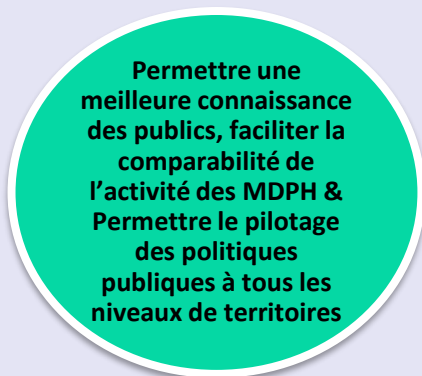 Permettre une
meilleure connaissance
des publics, faciliter la
comparabilité de
l’activité des MDPH &
Permettre le pilotage
des politiques
publiques à tous les
niveaux de territoires